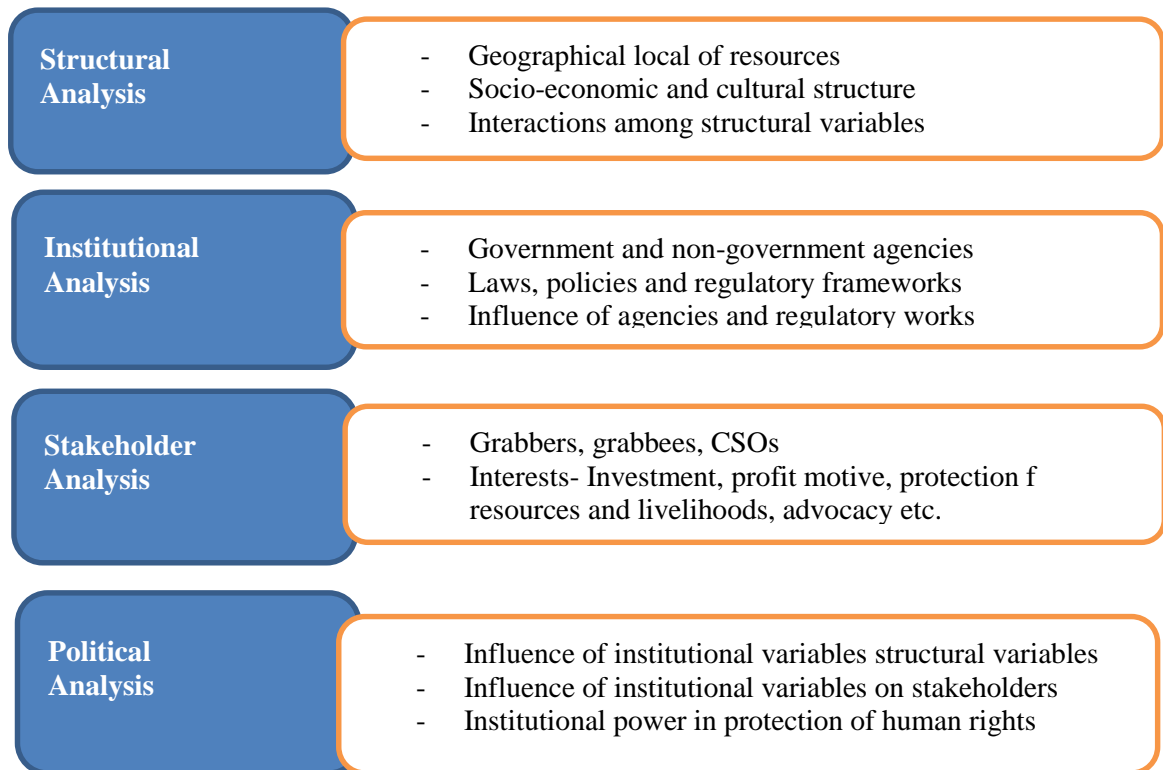 Structural
Analysis
- Geographical local of resources
- Socio-economic and cultural structure
- Interactions among structural variables
Institutional
Analysis
- Government and non-government agencies
- Laws, policies and regulatory frameworks
- Influence of agencies and regulatory works
Stakeholder
Analysis
- Grabbers, grabbees, CSOs
- Interests- Investment, profit motive, protection f
resources and livelihoods, advocacy etc.
Political
Analysis
- Influence of institutional variables structural variables
- Influence of institutional variables on stakeholders
- Institutional power in protection of human rights